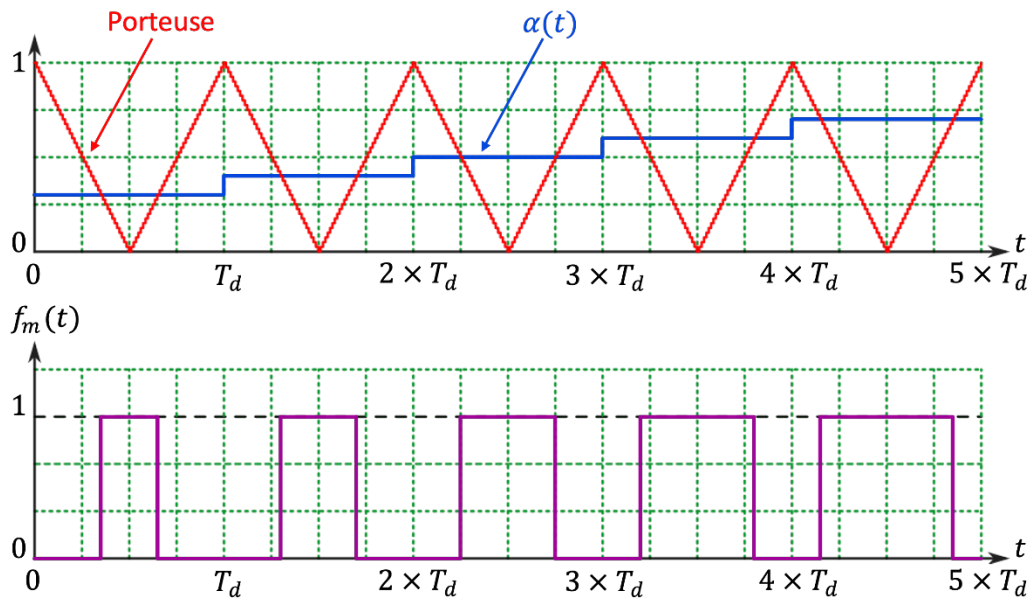 Porteuse α(t)
1
0 t
0 T_d 2 × T_d 3 × T_d 4 × T_d 5 × T_d
f_m(t)
1
0 t
0 T_d 2 × T_d 3 × T_d 4 × T_d 5 × T_d